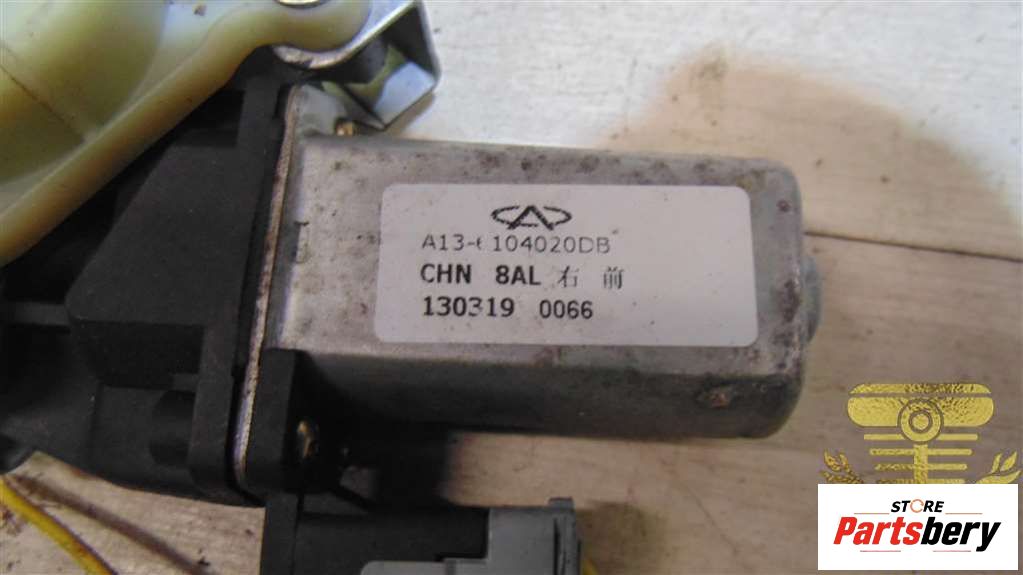 A13-6104020DB
CHN 8AL 右 前
130319 0066
STORE
Partsbery